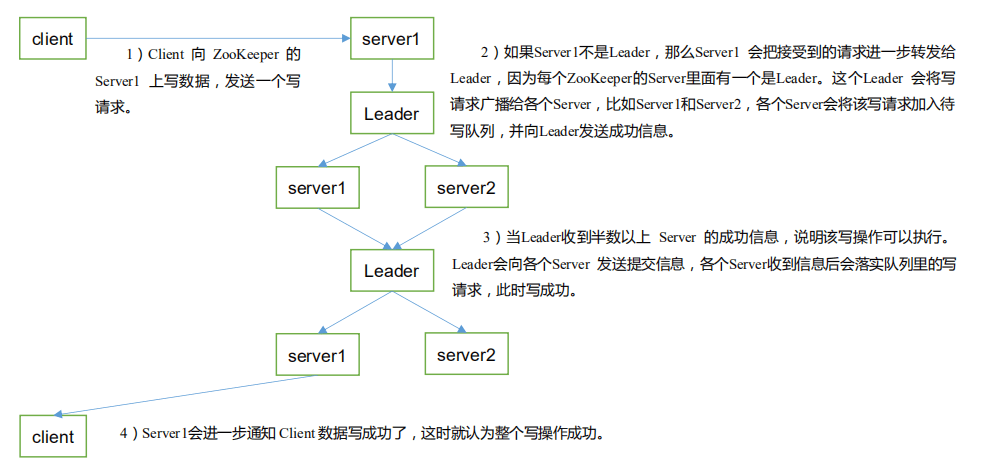 client
server1
1）Client 向 ZooKeeper 的
Server1 上写数据，发送一个写
请求。
2）如果Server1不是Leader，那么Server1 会把接受到的请求进一步转发给
Leader，因为每个ZooKeeper的Server里面有一个是Leader。这个Leader 会将写
请求广播给各个Server，比如Server1和Server2，各个Server会将该写请求加入待
写队列，并向Leader发送成功信息。
Leader
server1
server2
3）当Leader收到半数以上 Server 的成功信息，说明该写操作可以执行。
Leader会向各个Server 发送提交信息，各个Server收到信息后会落实队列里的写
请求，此时写成功。
Leader
server1
server2
client
4）Server1会进一步通知 Client 数据写成功了，这时就认为整个写操作成功。